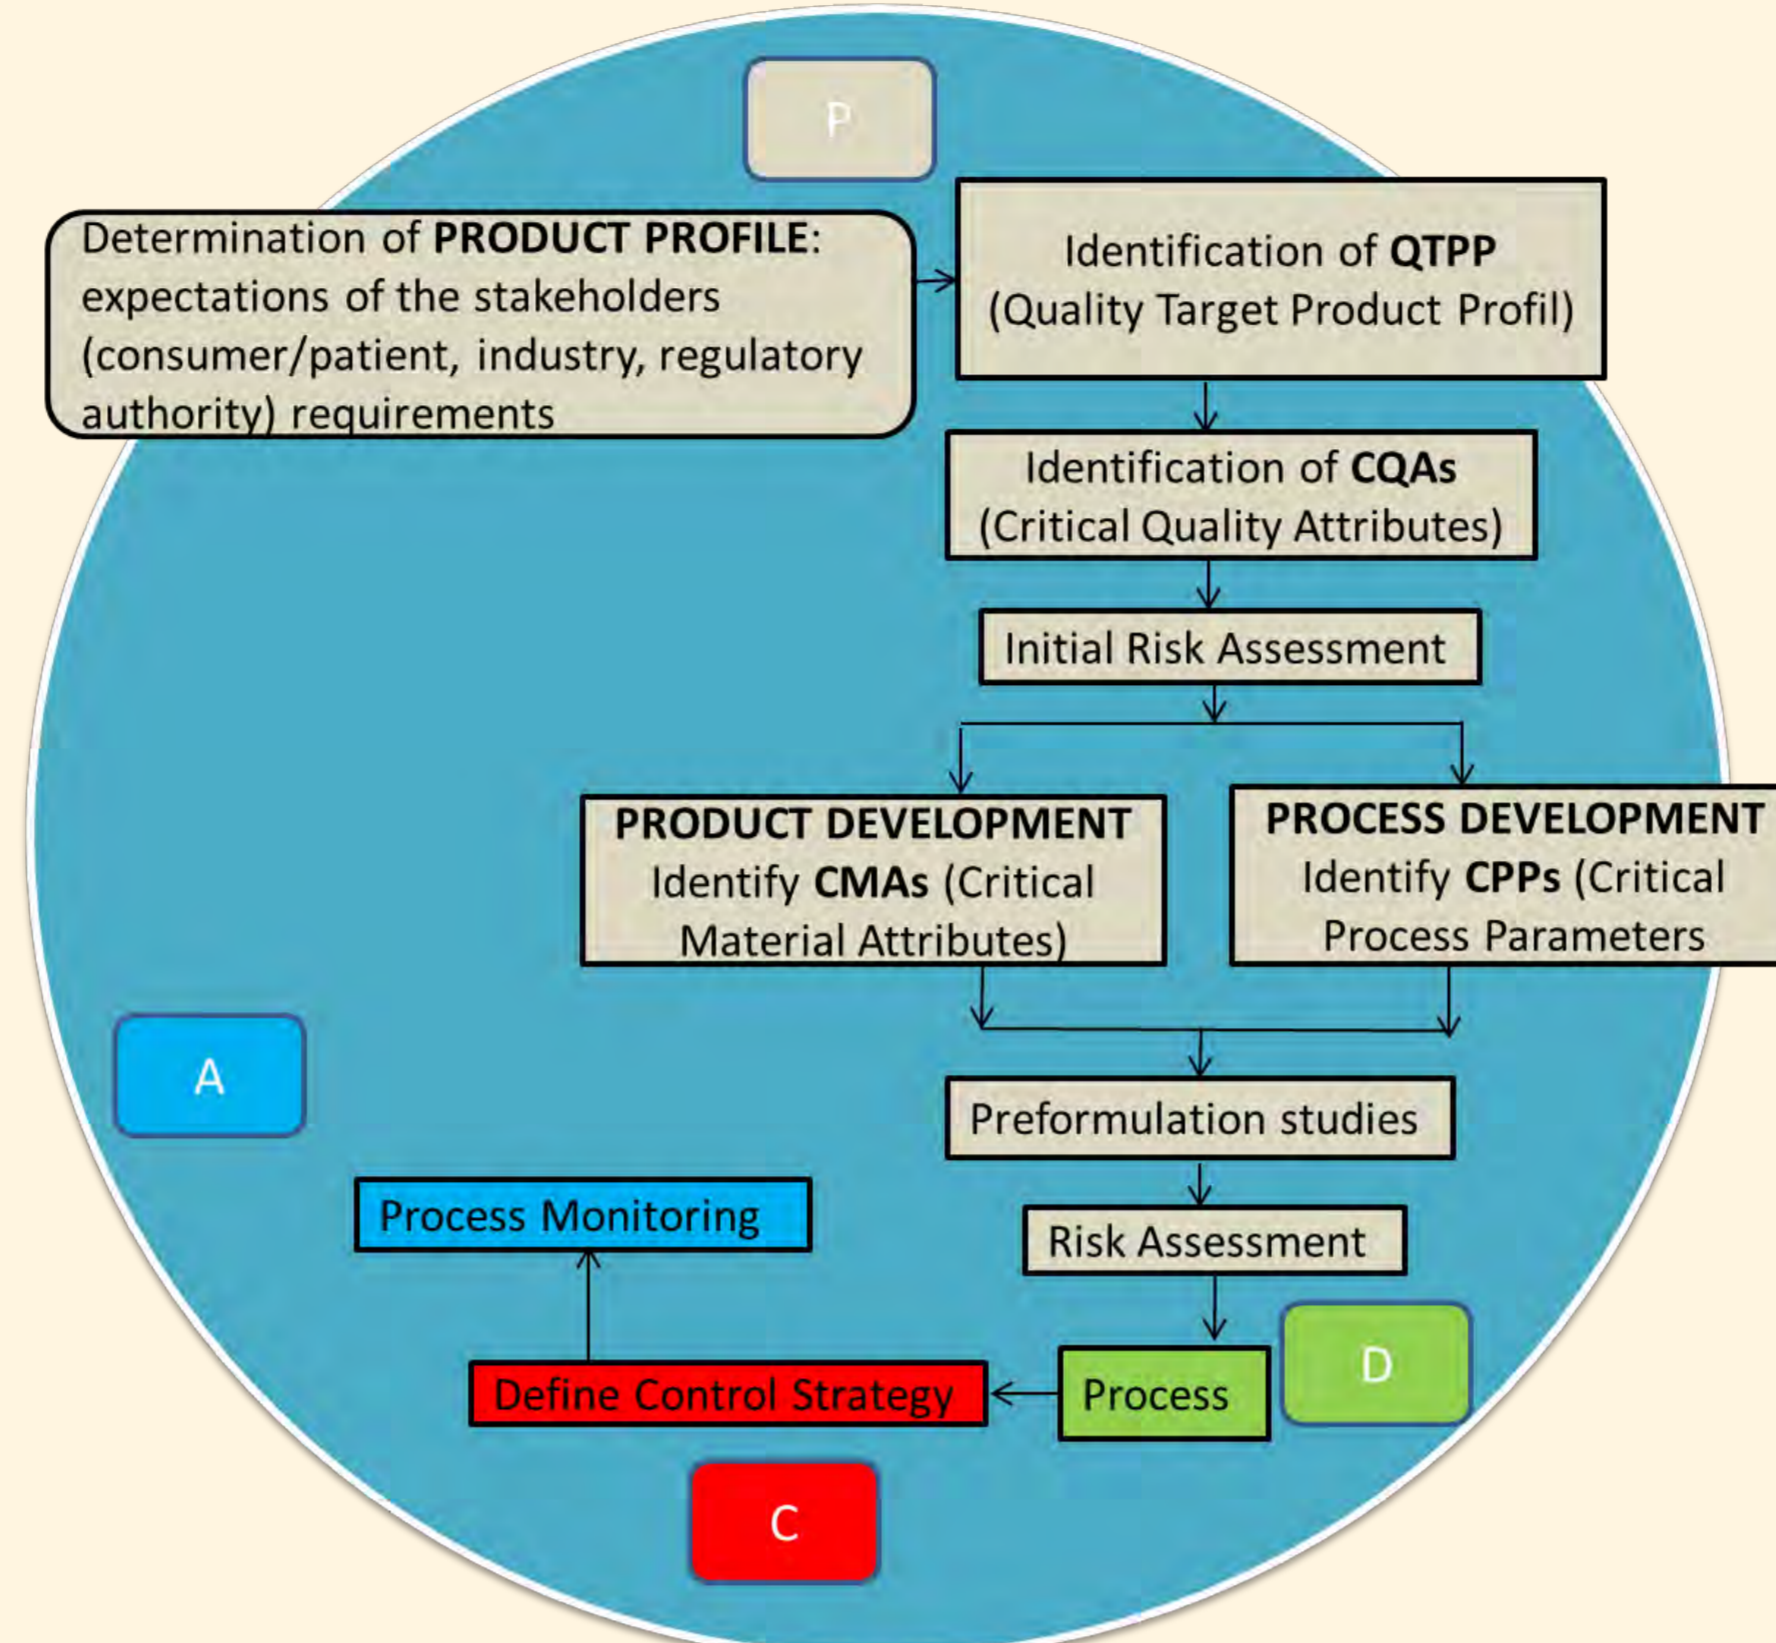 P
Determination of PRODUCT PROFILE:
expectations of the stakeholders
(consumer/patient, industry, regulatory
authority) requirements
Identification of QTPP
(Quality Target Product Profil)
Identification of CQAs
(Critical Quality Attributes)
Initial Risk Assessment
PRODUCT DEVELOPMENT
Identify CMAs (Critical
Material Attributes)
PROCESS DEVELOPMENT
Identify CPPs (Critical
Process Parameters
Preformulation studies
Risk Assessment
D
Process
Define Control Strategy
C
Process Monitoring
A